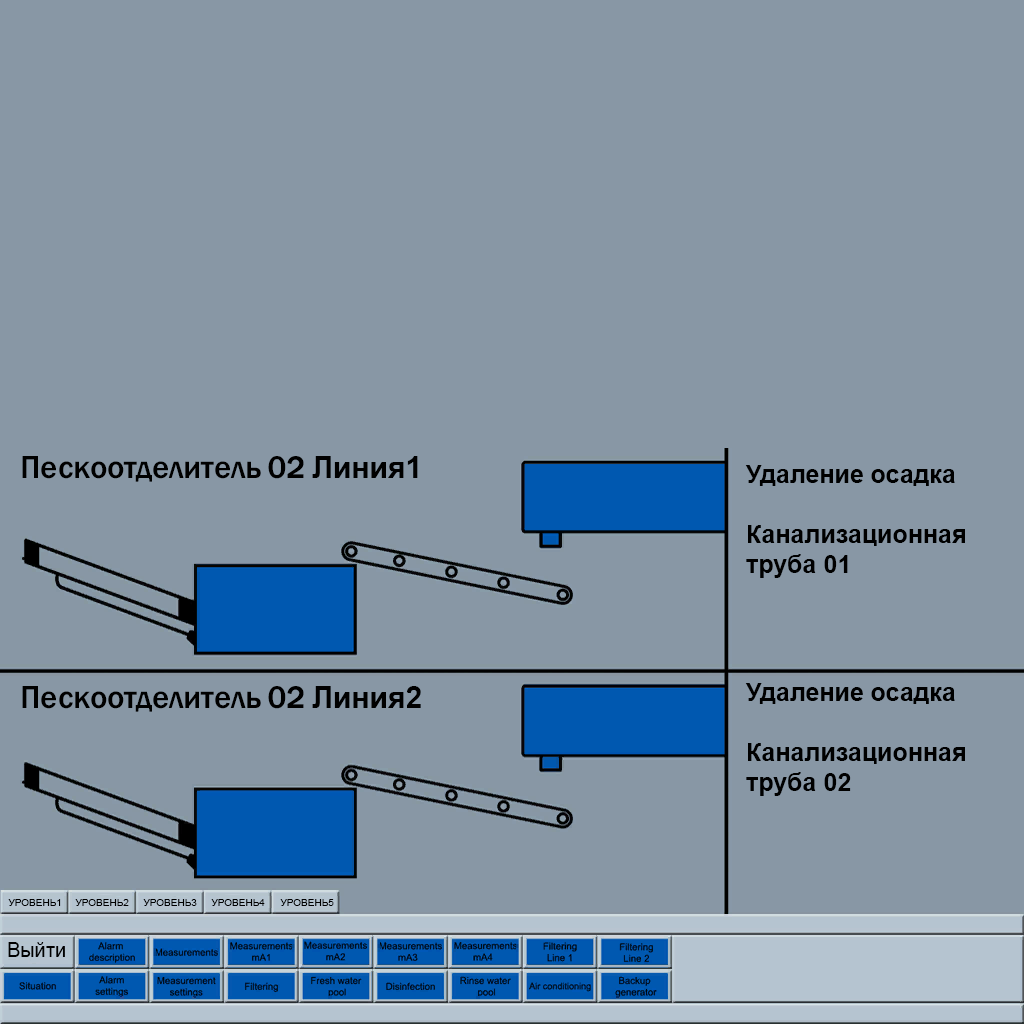 Пескоотделитель 02 Линия1
Удаление осадка
Канализационная
труба 01
Пескоотделитель 02 Линия2
Удаление осадка
Канализационная
труба 02
УРОВЕНЬ1 УРОВЕНЬ2 УРОВЕНЬ3 УРОВЕНЬ4 УРОВЕНЬ5
Выйти
Alarm
description
Measurements
Measurements
mA1
Measurements
mA2
Measurements
mA3
Measurements
mA4
Filtering
Line 1
Filtering
Line 2
Situation
Alarm
settings
Measurement
settings
Filtering
Fresh water
pool
Disinfection
Rinse water
pool
Air conditioning
Backup
generator